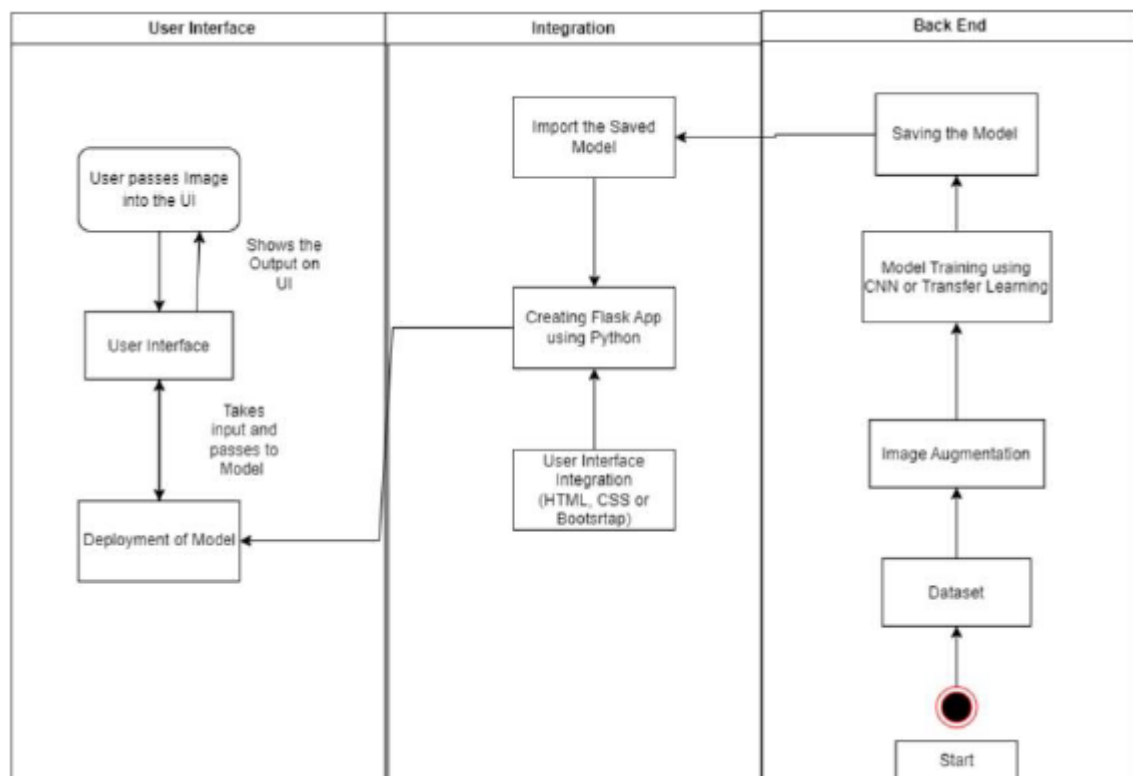 User Interface
Integration
Back End
User passes Image
into the UI
Shows the
Output on
UI
User Interface
Takes
input and
passes to
Model
Deployment of Model
Import the Saved
Model
Creating Flask App
using Python
User Interface
Integration
(HTML, CSS or
Bootsrtap)
Saving the Model
Model Training using
CNN or Transfer Learning
Image Augmentation
Dataset
Start